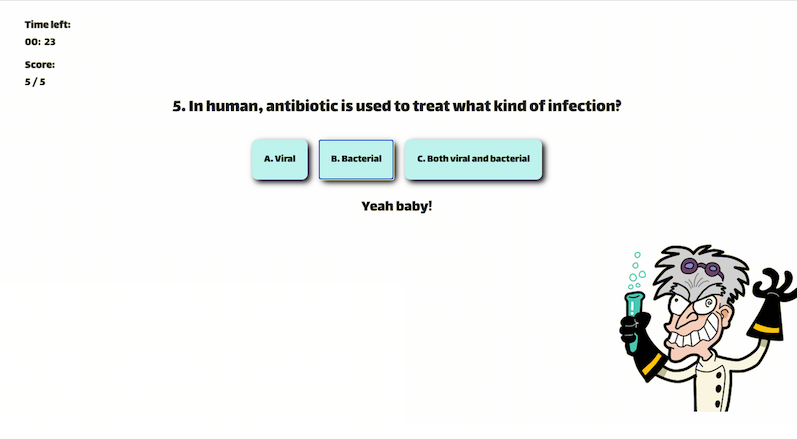 Time left:
00: 23
Score:
5 / 5
5. In human, antibiotic is used to treat what kind of infection?
A. Viral
B. Bacterial
C. Both viral and bacterial
Yeah baby!